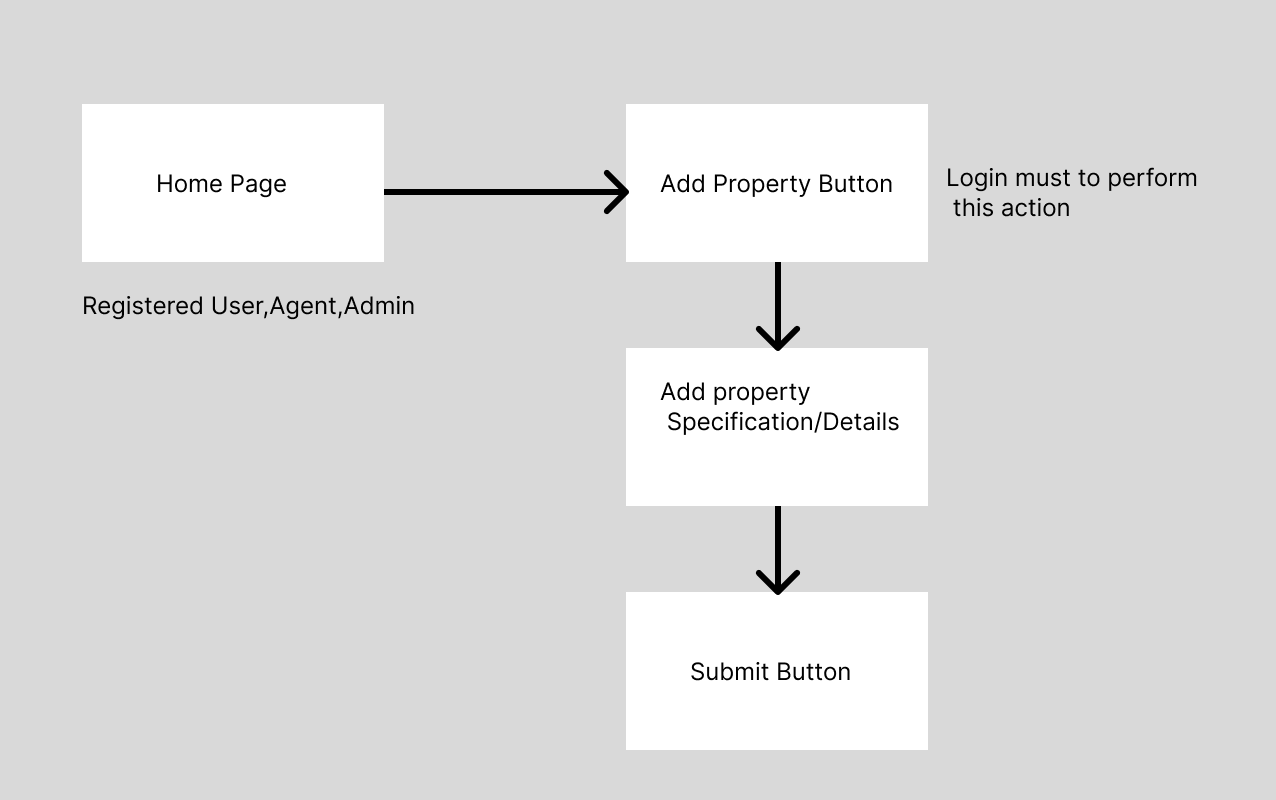 Home Page
Add Property Button
Login must to perform
this action
Registered User,Agent,Admin
Add property
Specification/Details
Submit Button